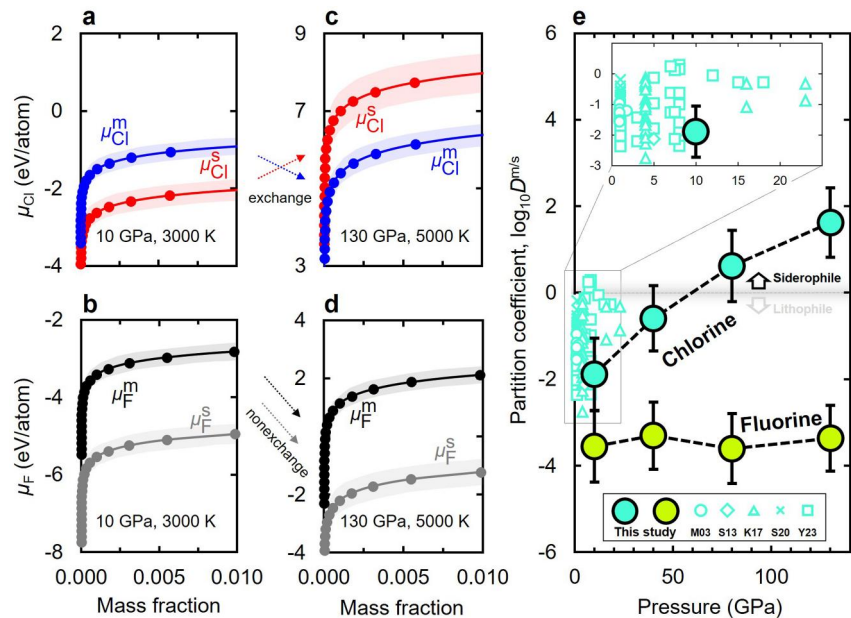 a
μCl (eV/atom)
2
0
-2
-4
μ^m_Cl
μ^s_Cl
10 GPa, 3000 K
exchange
c
9
7
5
3
μ^s_Cl
μ^m_Cl
130 GPa, 5000 K
b
μF (eV/atom)
0
-2
-4
-6
-8
μ^m_F
μ^s_F
10 GPa, 3000 K
0.000 0.005 0.010
Mass fraction
nonexchange
d
4
2
0
-2
-4
μ^m_F
μ^s_F
130 GPa, 5000 K
0.000 0.005 0.010
Mass fraction
e
Partition coefficient, log10D^m/s
6
4
2
0
-2
-4
-6
0
-1
-2
-3
0 5 10 15 20
Siderophile
Lithophile
Chlorine
Fluorine
This study M03 S13 K17 S20 Y23
0 50 100
Pressure (GPa)